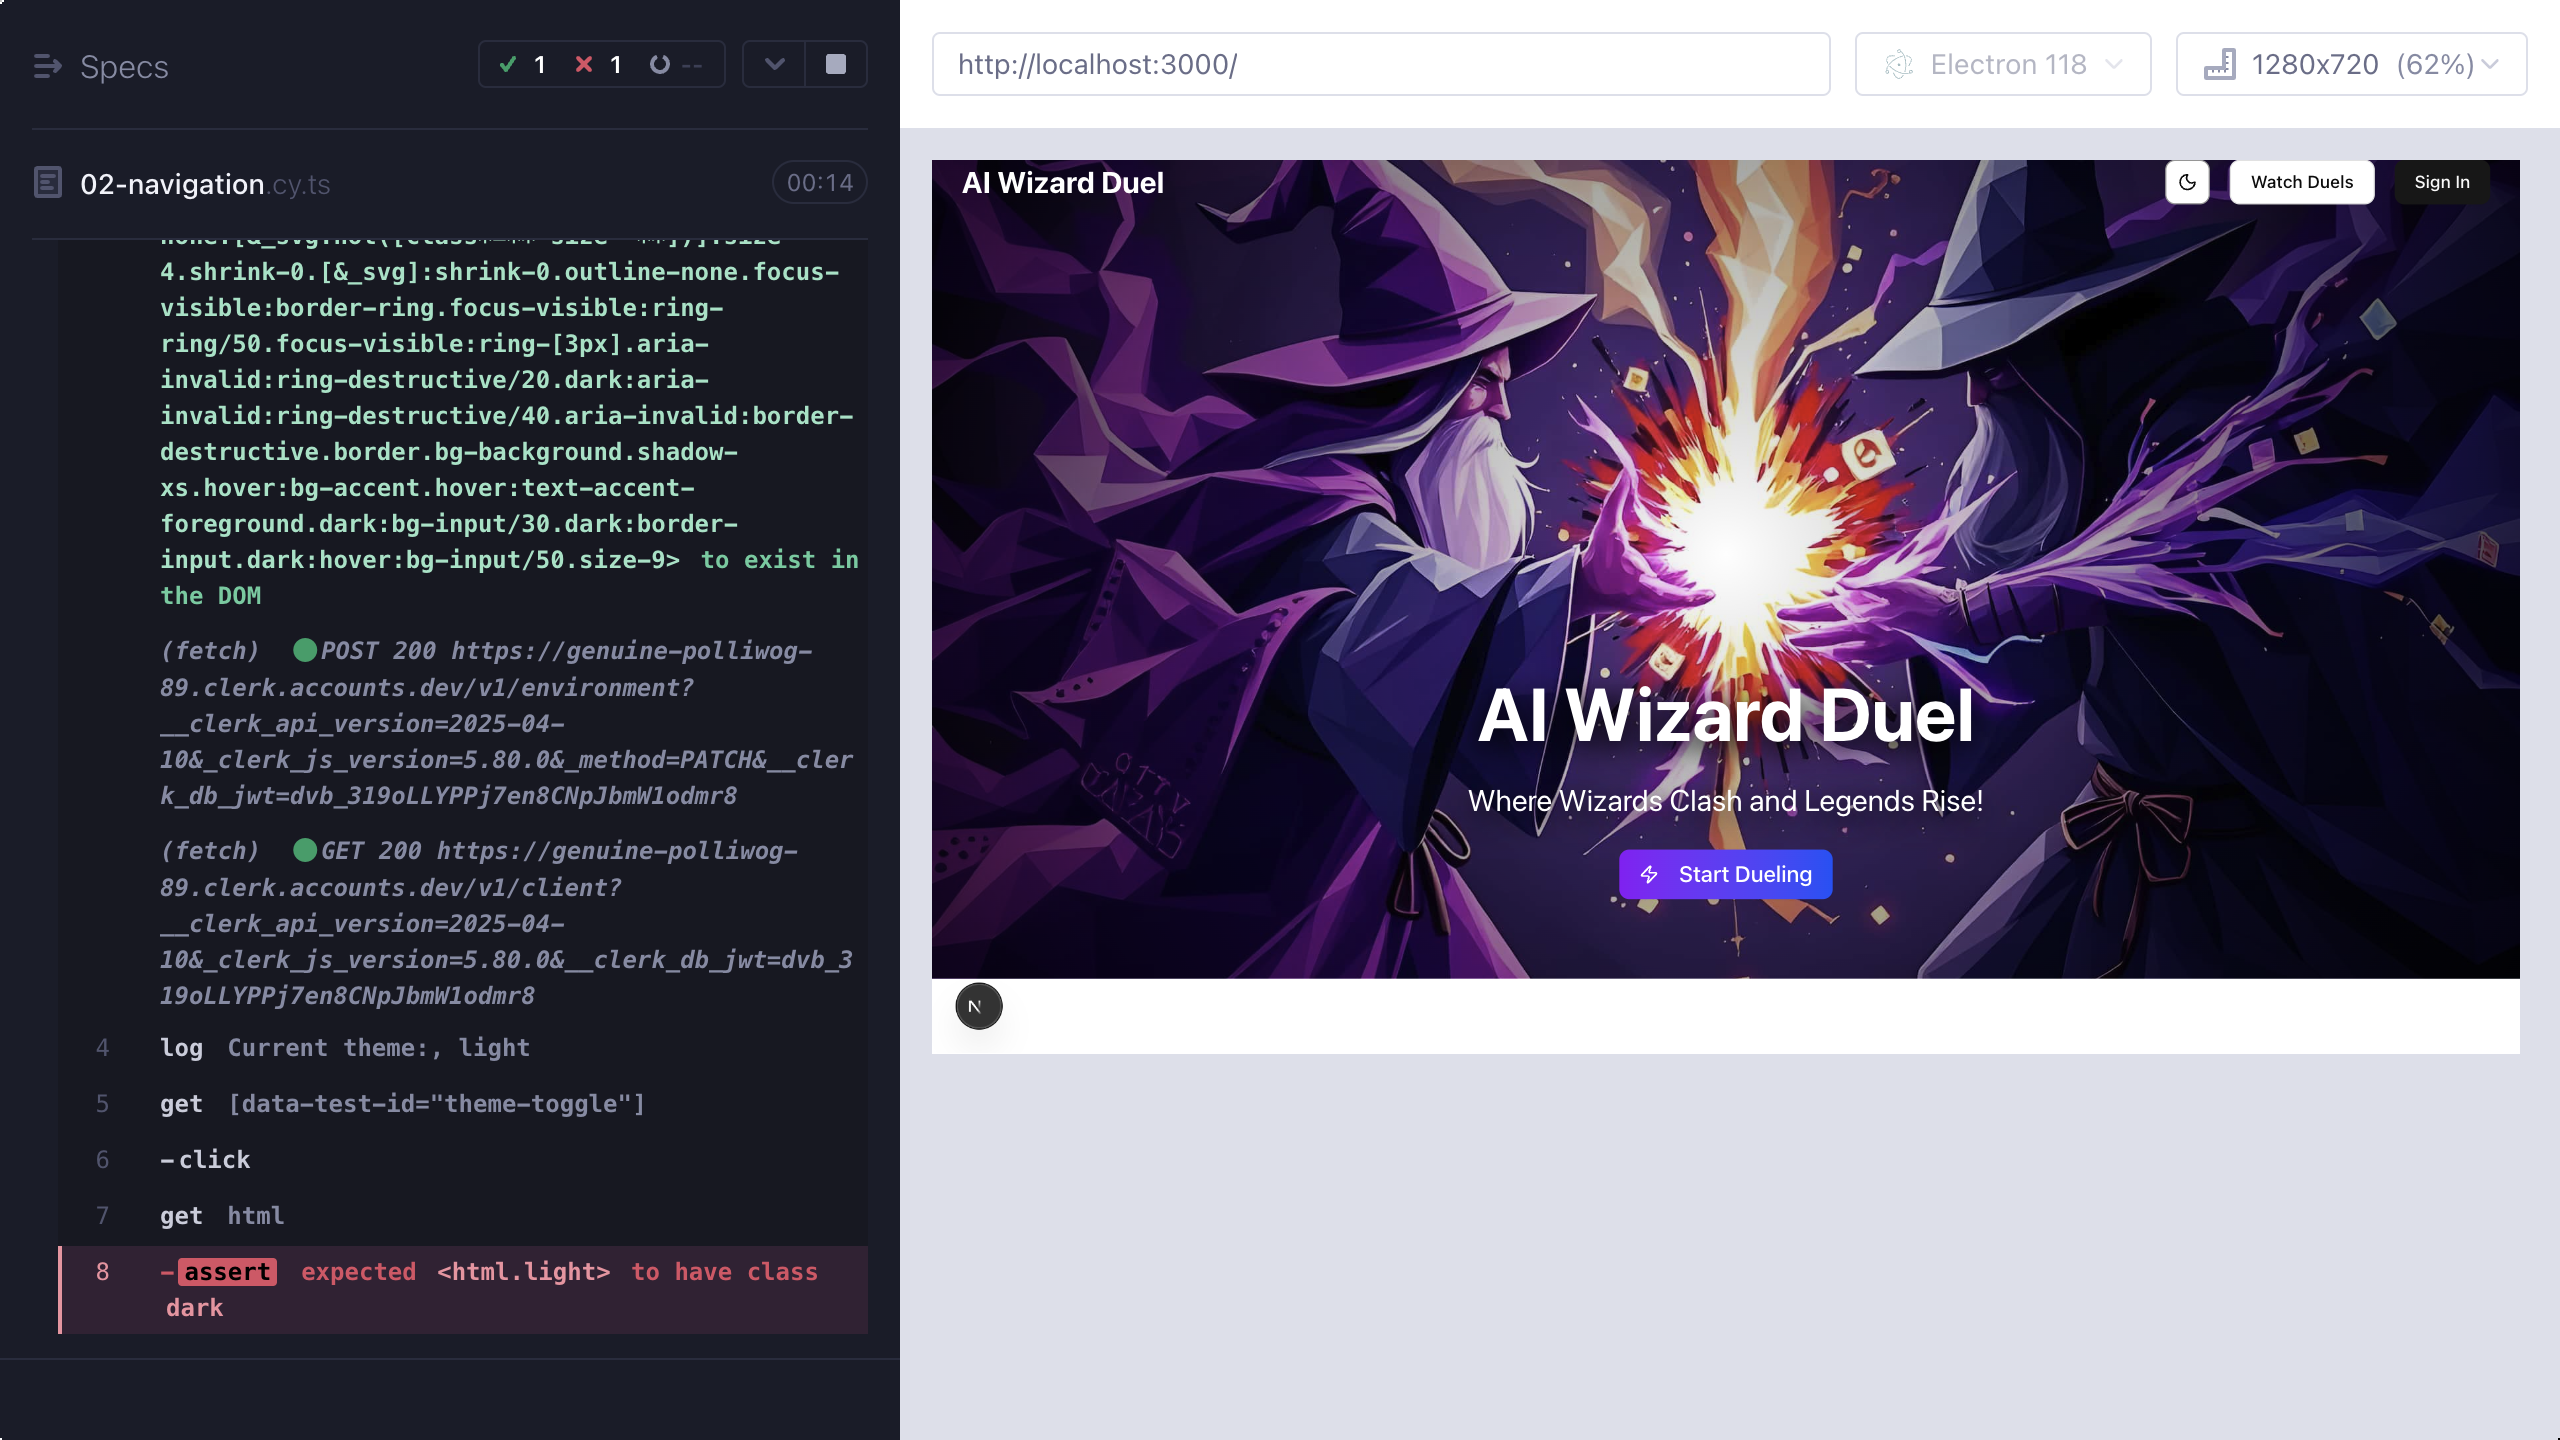 Specs
1 1 --
02-navigation.cy.ts
00:14
4.shrink-0.[&_svg]:shrink-0.outline-none.focus-
visible:border-ring.focus-visible:ring-
ring/50.focus-visible:ring-[3px].aria-
invalid:ring-destructive/20.dark:aria-
invalid:ring-destructive/40.aria-invalid:border-
destructive.border.bg-background.shadow-
xs.hover:bg-accent.hover:text-accent-
foreground.dark:bg-input/30.dark:border-
input.dark:hover:bg-input/50.size-9> to exist in
the DOM
(fetch) POST 200 https://genuine-polliwog-
89.clerk.accounts.dev/v1/environment?
__clerk_api_version=2025-04-
10&_clerk_js_version=5.80.0&_method=PATCH&__cler
k_db_jwt=dvb_319oLLYPPj7en8CNpJbmW1odmr8
(fetch) GET 200 https://genuine-polliwog-
89.clerk.accounts.dev/v1/client?
__clerk_api_version=2025-04-
10&_clerk_js_version=5.80.0&__clerk_db_jwt=dvb_3
19oLLYPPj7en8CNpJbmW1odmr8
4 log Current theme:, light
5 get [data-test-id="theme-toggle"]
6 -click
7 get html
8 -assert expected <html.light> to have class
dark
http://localhost:3000/
Electron 118
1280x720 (62%)
AI Wizard Duel
Watch Duels
Sign In
AI Wizard Duel
Where Wizards Clash and Legends Rise!
Start Dueling
N